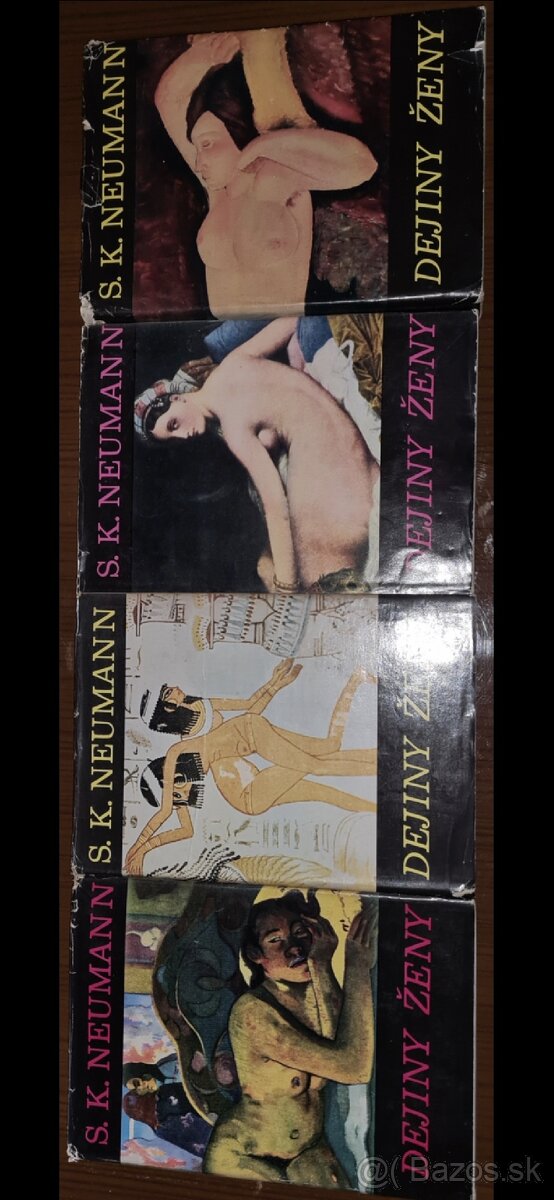 S. K. NEUMANN
DEJINY ŽENY
S. K. NEUMANN
DEJINY ŽENY
S. K. NEUMANN
DEJINY
S. K. NEUMANN
DEJINY ŽENY
@( Bazos.sk